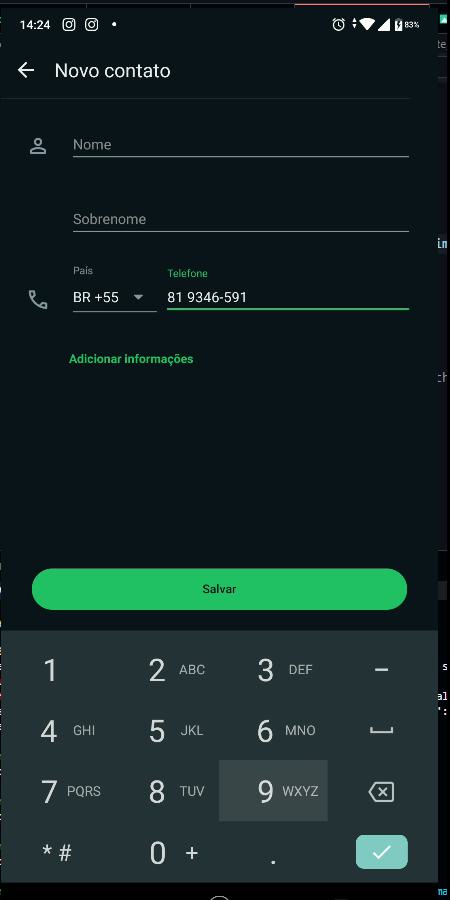 14:24 83%
Novo contato
Nome
Sobrenome
País
Telefone
BR +55
81 9346-591
Adicionar informações
Salvar
1 2 ABC 3 DEF -
4 GHI 5 JKL 6 MNO
7 PQRS 8 TUV 9 WXYZ
* # 0 + .